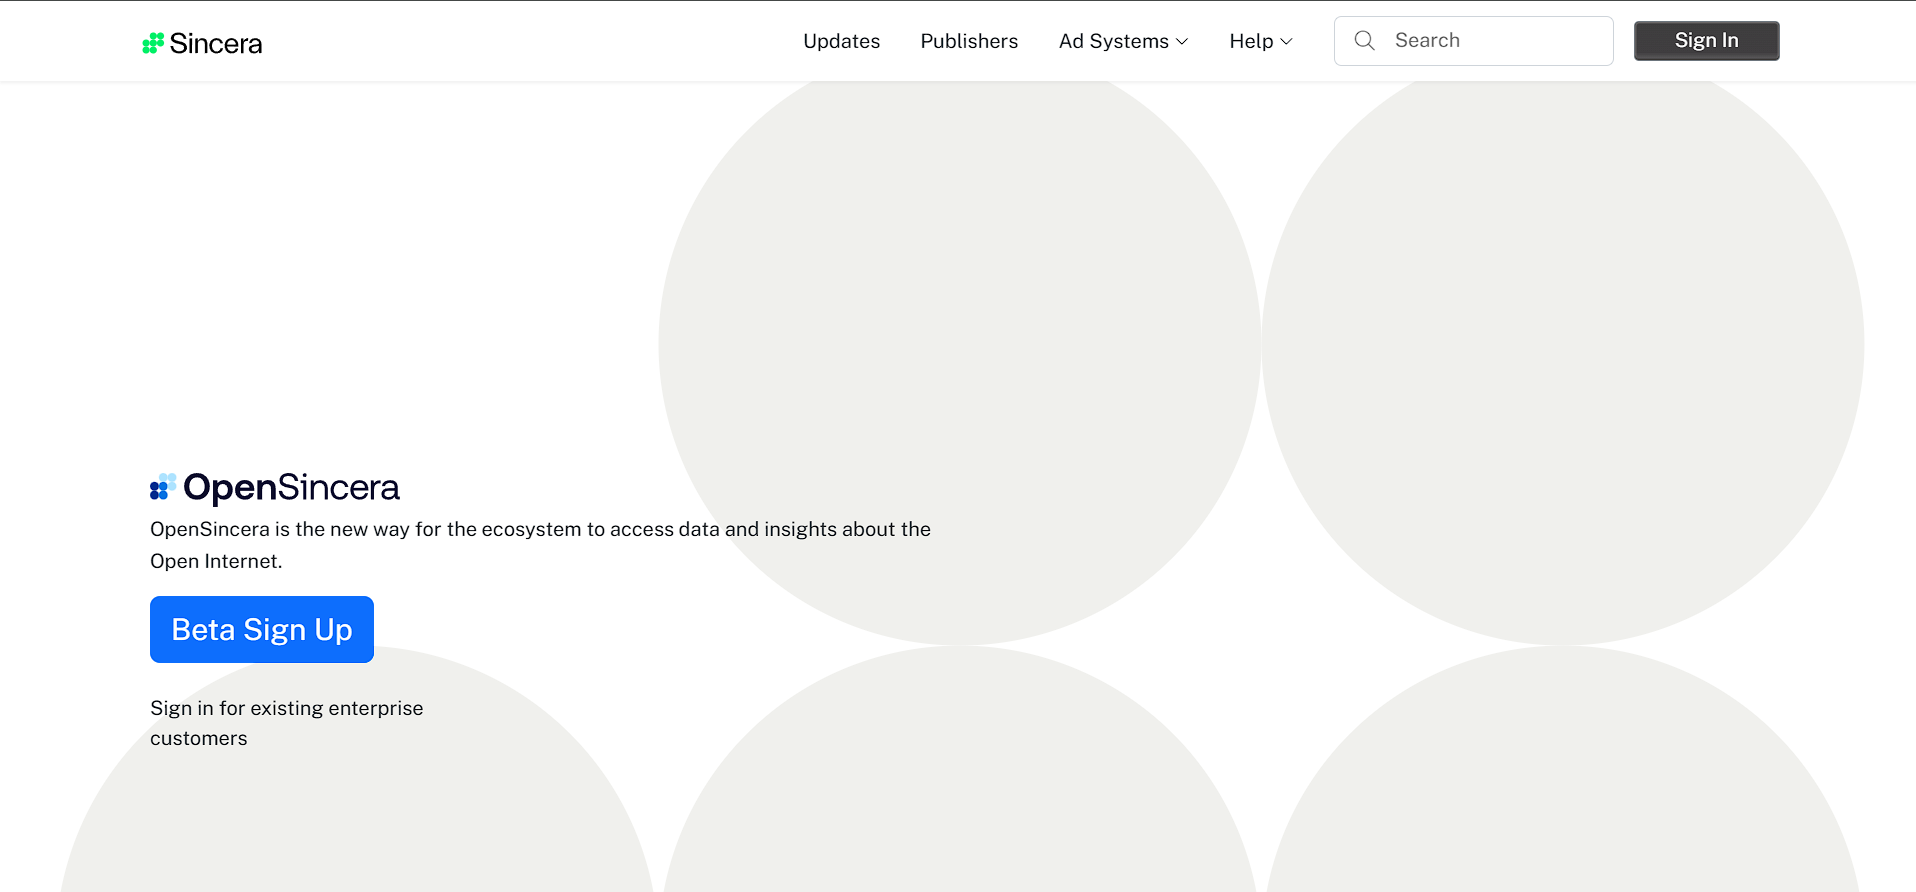 Sincera
Updates
Publishers
Ad Systems
Help
Search
Sign In
OpenSincera
OpenSincera is the new way for the ecosystem to access data and insights about the
Open Internet.
Beta Sign Up
Sign in for existing enterprise
customers